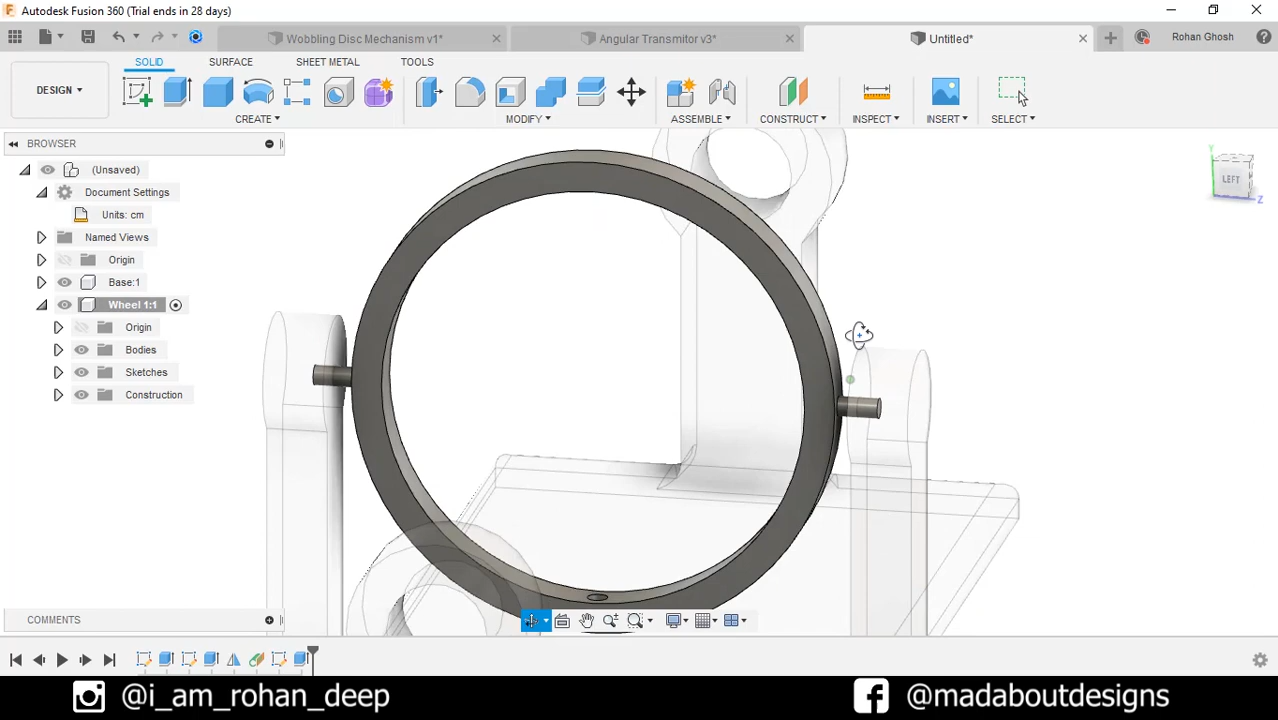 Autodesk Fusion 360 (Trial ends in 28 days)
Wobbling Disc Mechanism v1*
Angular Transmitor v3*
Untitled*
Rohan Ghosh
SOLID SURFACE SHEET METAL TOOLS
DESIGN
CREATE MODIFY ASSEMBLE CONSTRUCT INSPECT INSERT SELECT
BROWSER
(Unsaved)
Document Settings
Units: cm
Named Views
Origin
Base:1
Wheel 1:1
Origin
Bodies
Sketches
Construction
Y
LEFT
Z
COMMENTS
@i_am_rohan_deep
@madaboutdesigns